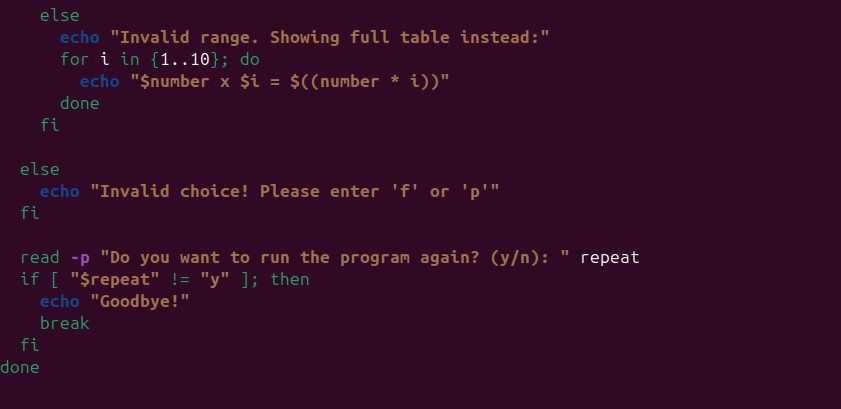 else
      echo "Invalid range. Showing full table instead:"
      for i in {1..10}; do
        echo "$number x $i = $((number * i))"
      done
    fi

  else
    echo "Invalid choice! Please enter 'f' or 'p'"
  fi

  read -p "Do you want to run the program again? (y/n): " repeat
  if [ "$repeat" != "y" ]; then
    echo "Goodbye!"
    break
  fi
done